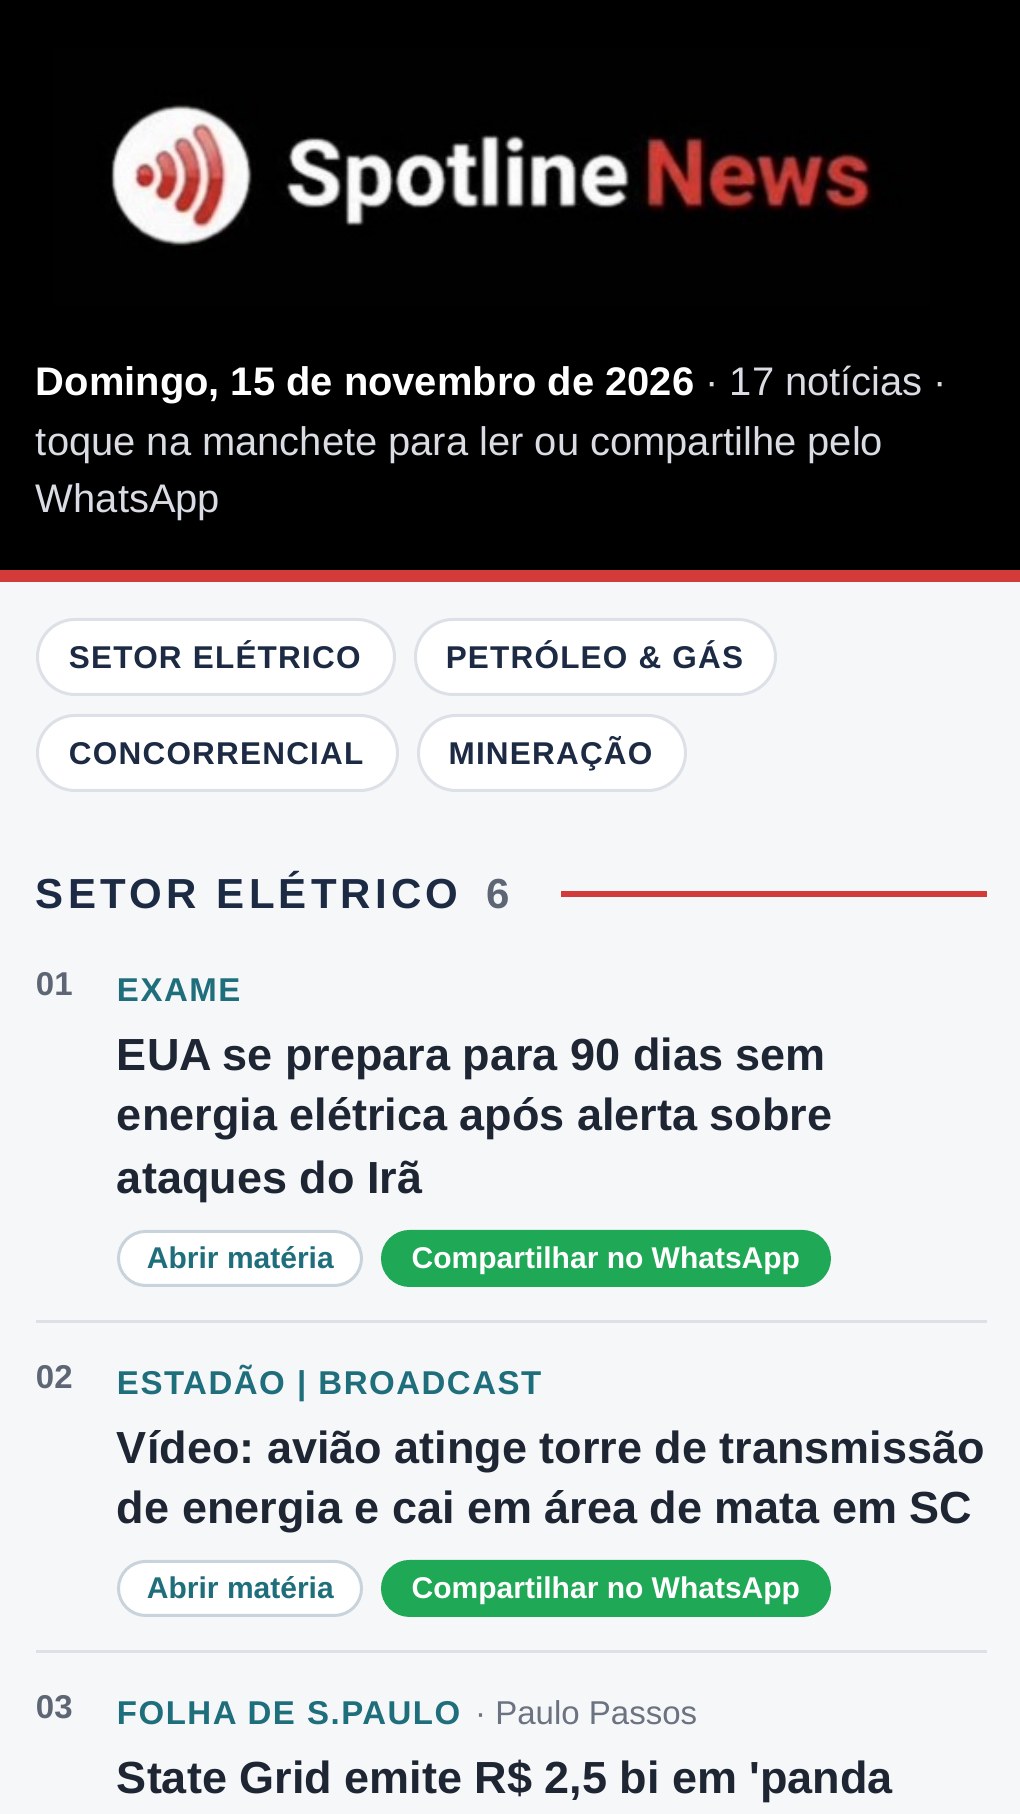 Spotline News
Domingo, 15 de novembro de 2026 · 17 notícias ·
toque na manchete para ler ou compartilhe pelo
WhatsApp
SETOR ELÉTRICO
PETRÓLEO & GÁS
CONCORRENCIAL
MINERAÇÃO
SETOR ELÉTRICO 6
01 EXAME
EUA se prepara para 90 dias sem
energia elétrica após alerta sobre
ataques do Irã
Abrir matéria
Compartilhar no WhatsApp
02 ESTADÃO | BROADCAST
Vídeo: avião atinge torre de transmissão
de energia e cai em área de mata em SC
Abrir matéria
Compartilhar no WhatsApp
03 FOLHA DE S.PAULO · Paulo Passos
State Grid emite R$ 2,5 bi em 'panda